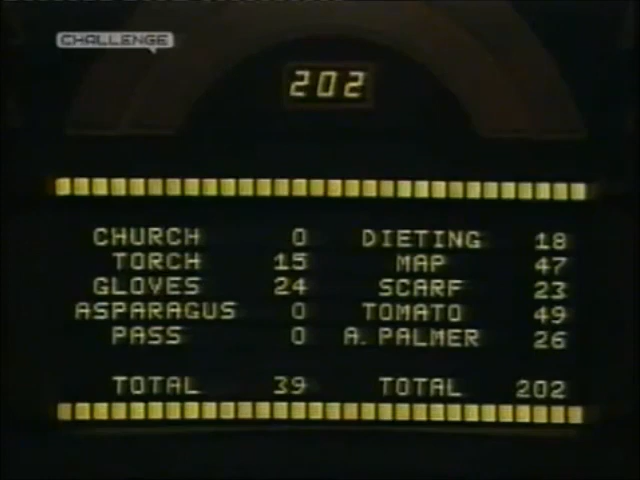 CHALLENGE
202
CHURCH 0 DIETING 18
TORCH 15 MAP 47
GLOVES 24 SCARF 23
ASPARAGUS 0 TOMATO 49
PASS 0 A. PALMER 26
TOTAL 39 TOTAL 202